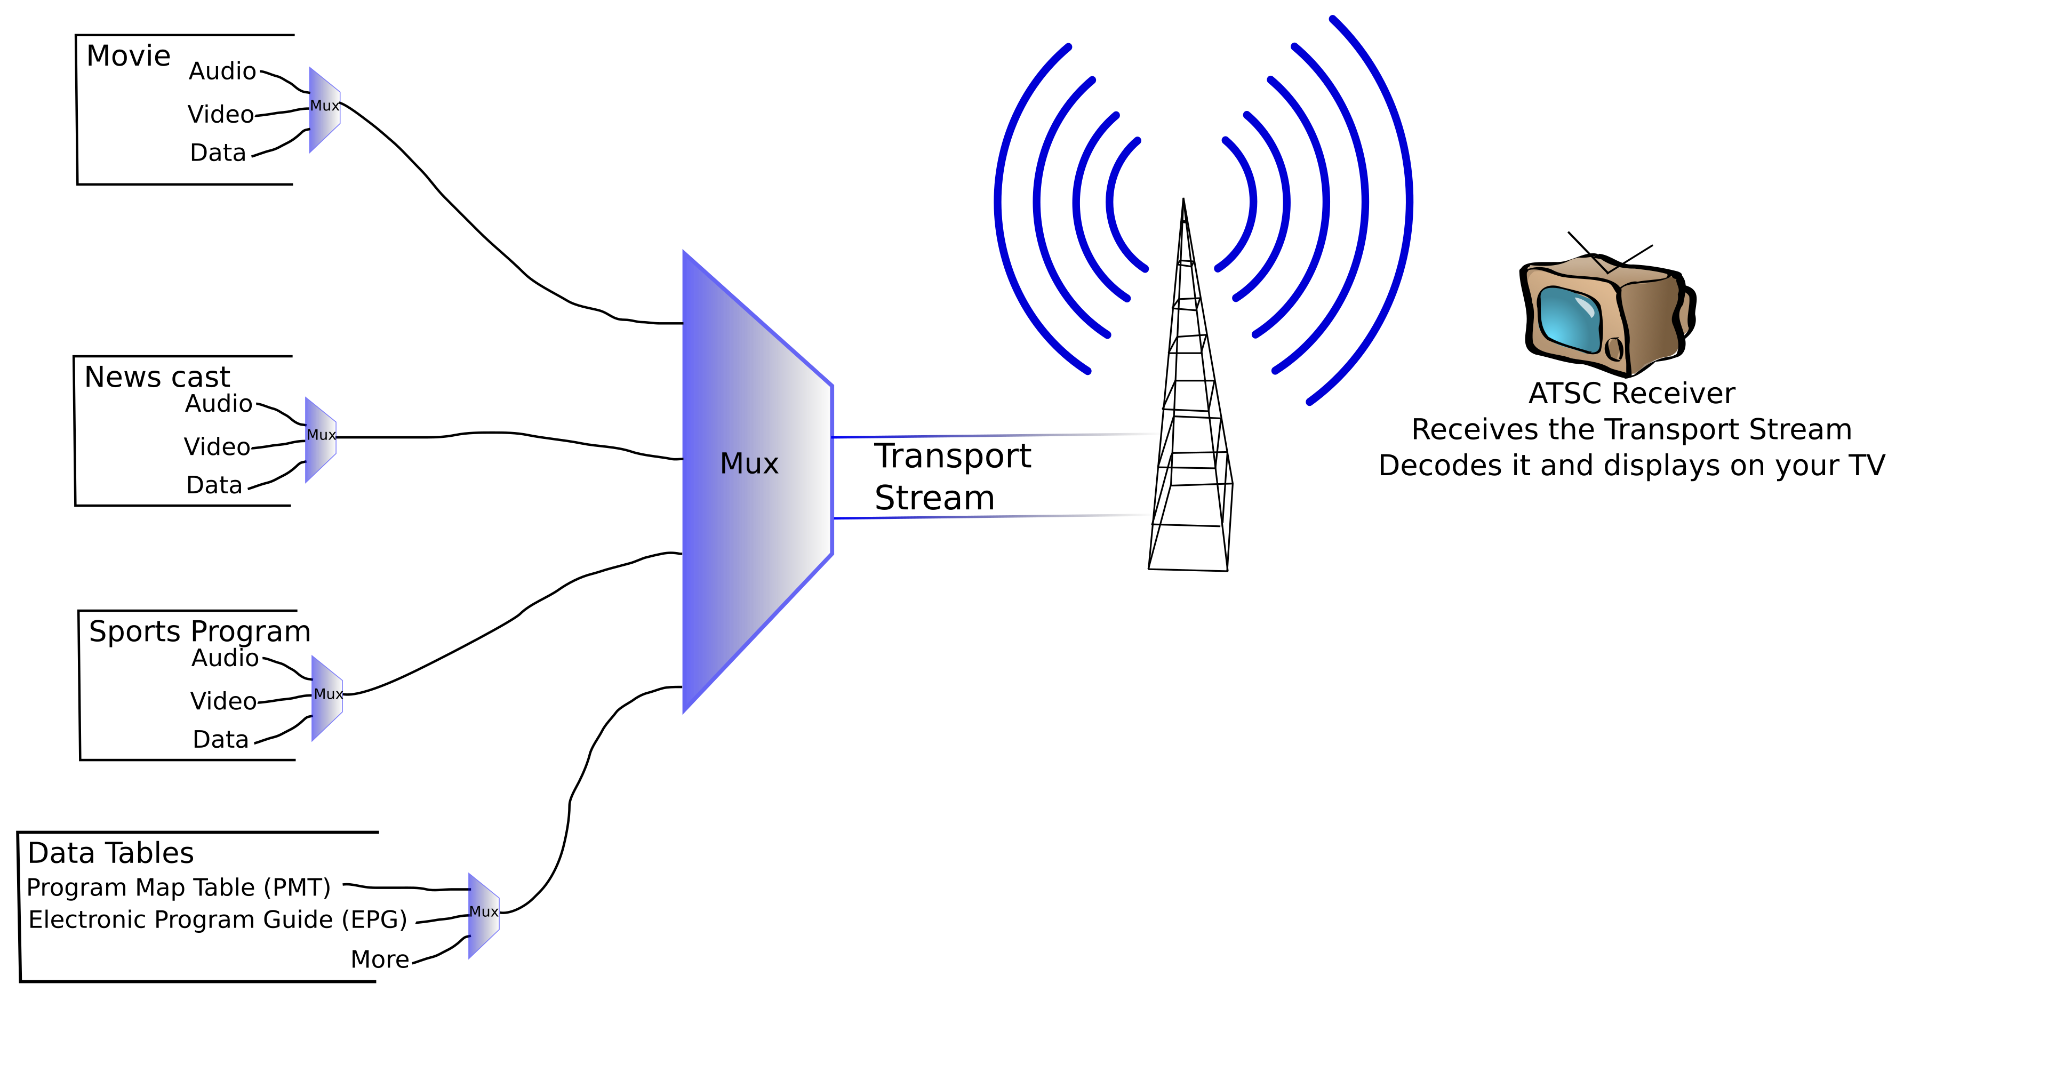 Movie
Audio
Video
Data
Mux
News cast
Audio
Video
Data
Mux
Sports Program
Audio
Video
Data
Mux
Data Tables
Program Map Table (PMT)
Electronic Program Guide (EPG)
More
Mux
Mux
Transport
Stream
ATSC Receiver
Receives the Transport Stream
Decodes it and displays on your TV